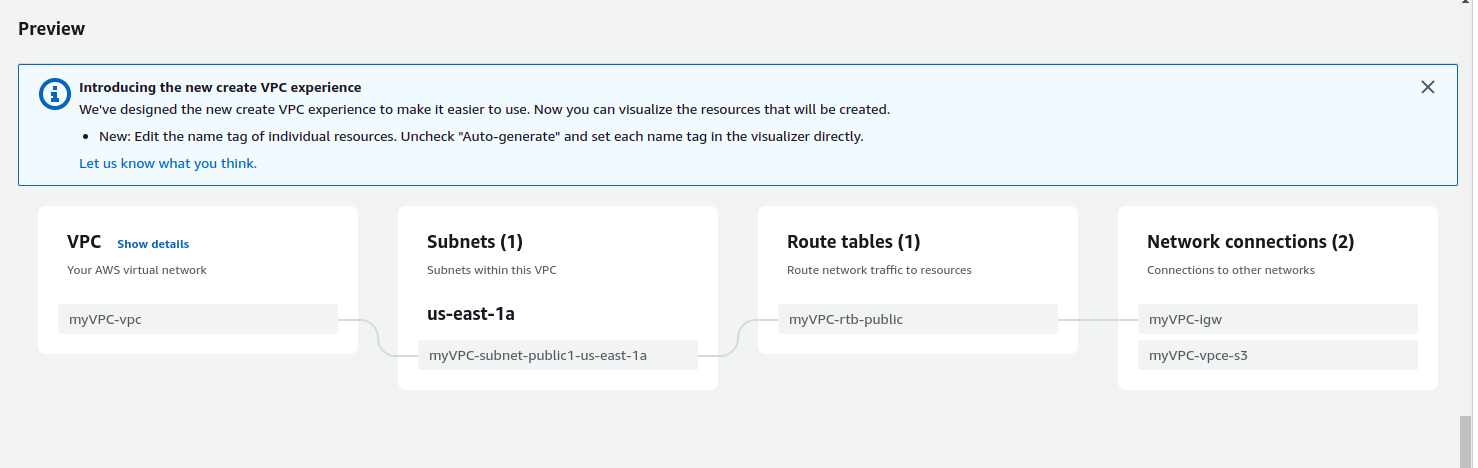 Preview
Introducing the new create VPC experience
We've designed the new create VPC experience to make it easier to use. Now you can visualize the resources that will be created.
• New: Edit the name tag of individual resources. Uncheck "Auto-generate" and set each name tag in the visualizer directly.
Let us know what you think.
VPC Show details
Your AWS virtual network
myVPC-vpc
Subnets (1)
Subnets within this VPC
us-east-1a
myVPC-subnet-public1-us-east-1a
Route tables (1)
Route network traffic to resources
myVPC-rtb-public
Network connections (2)
Connections to other networks
myVPC-igw
myVPC-vpce-s3